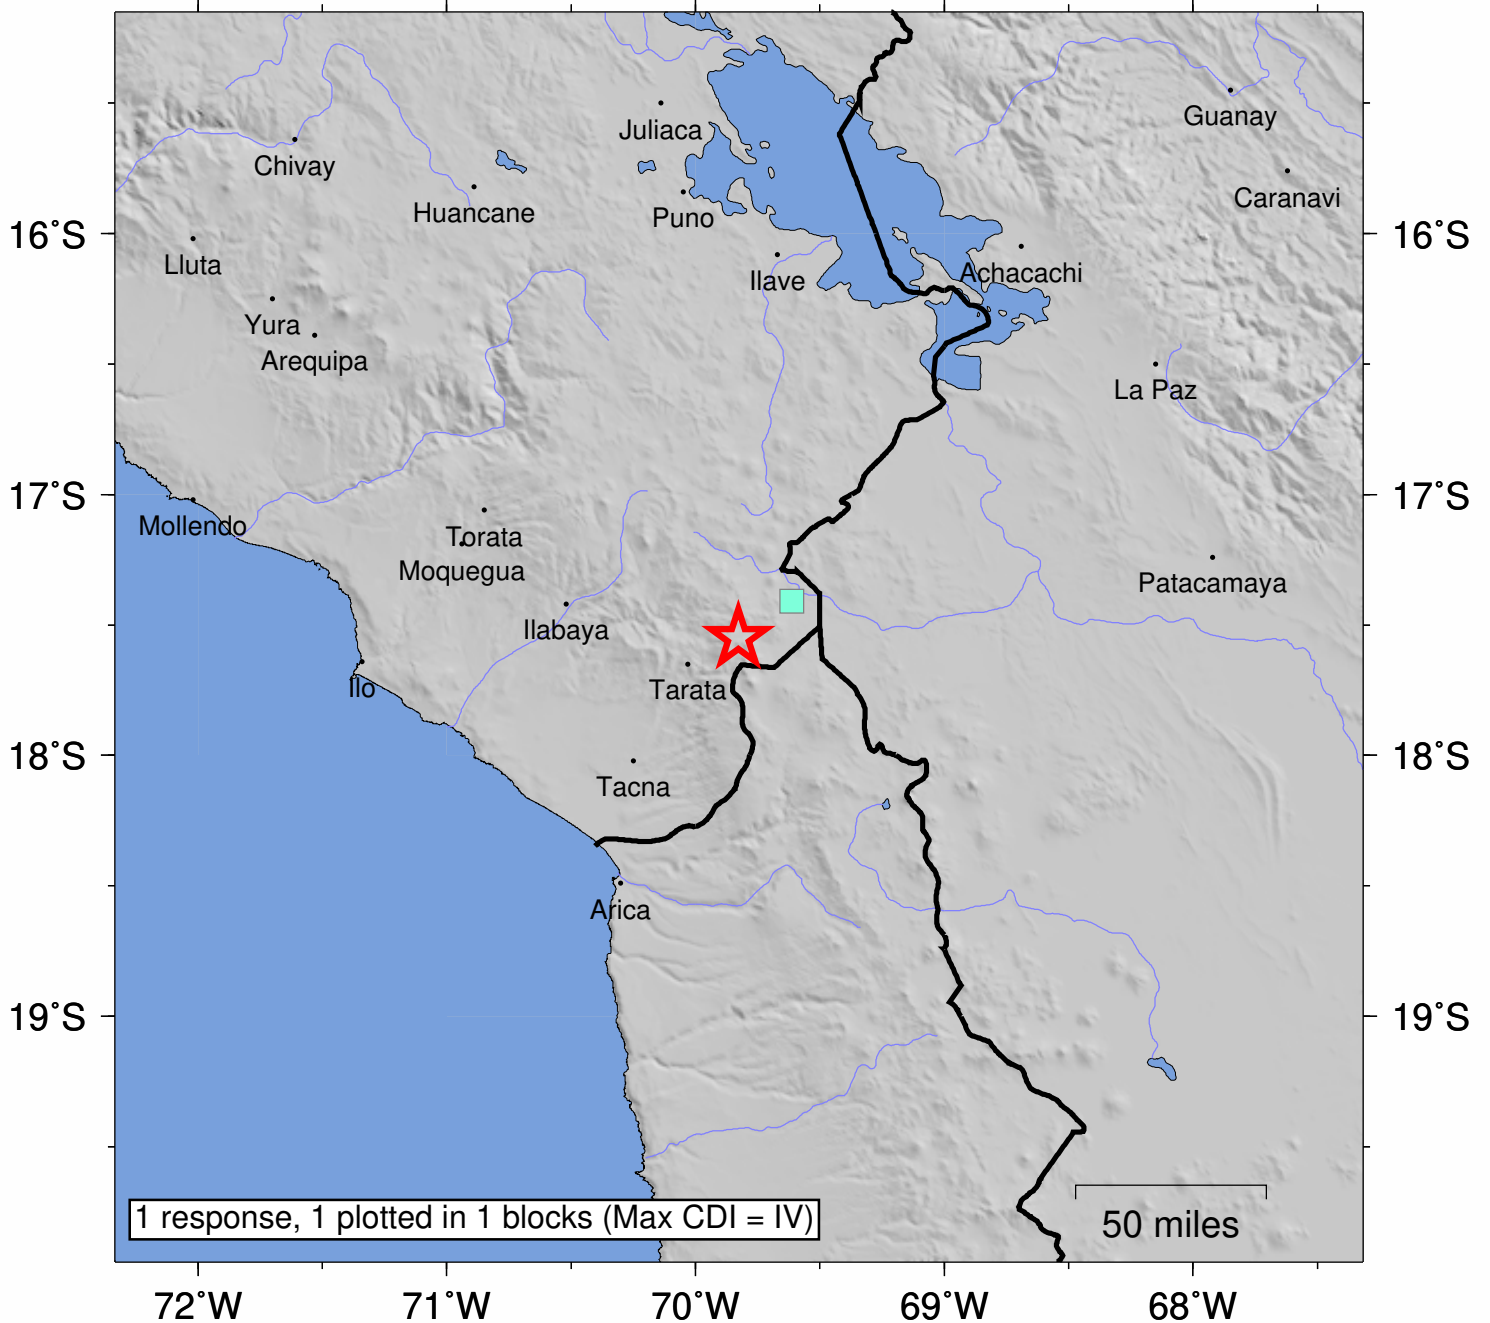 Guanay
Juliaca
Chivay
Caranavi
Huancane
Puno
16°S
16°S
Lluta
Achacachi
Ilave
Yura
Arequipa
La Paz
17°S
17°S
Mollendo
Torata
Moquegua
Patacamaya
Ilabaya
Ilo
Tarata
18°S
18°S
Tacna
Arica
19°S
19°S
1 response, 1 plotted in 1 blocks (Max CDI = IV)
50 miles
72°W
71°W
70°W
69°W
68°W